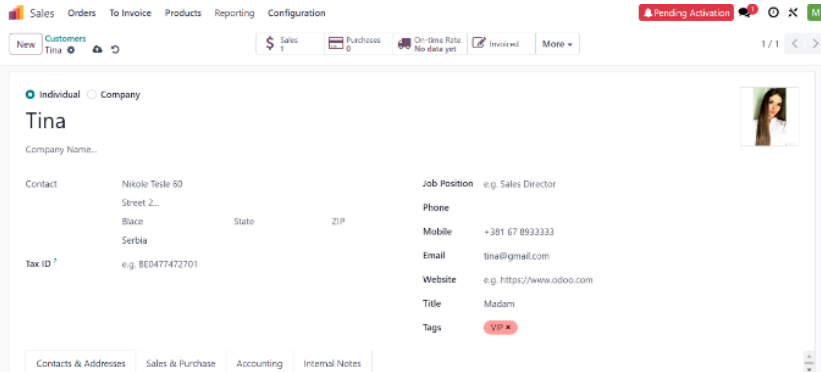 Sales Orders To Invoice Products Reporting Configuration
Pending Activation M
New Customers
Tina
Sales
1
Purchases
0
On-time Rate
No data yet
Invoiced
More
1 / 1
Individual Company
Tina
Company Name...
Contact
Nikole Tesle 60
Street 2...
Blace State ZIP
Serbia
Tax ID ? e.g. BE0477472701
Job Position e.g. Sales Director
Phone
Mobile +381 67 8933333
Email tina@gmail.com
Website e.g. https://www.odoo.com
Title Madam
Tags VIP ×
Contacts & Addresses Sales & Purchase Accounting Internal Notes